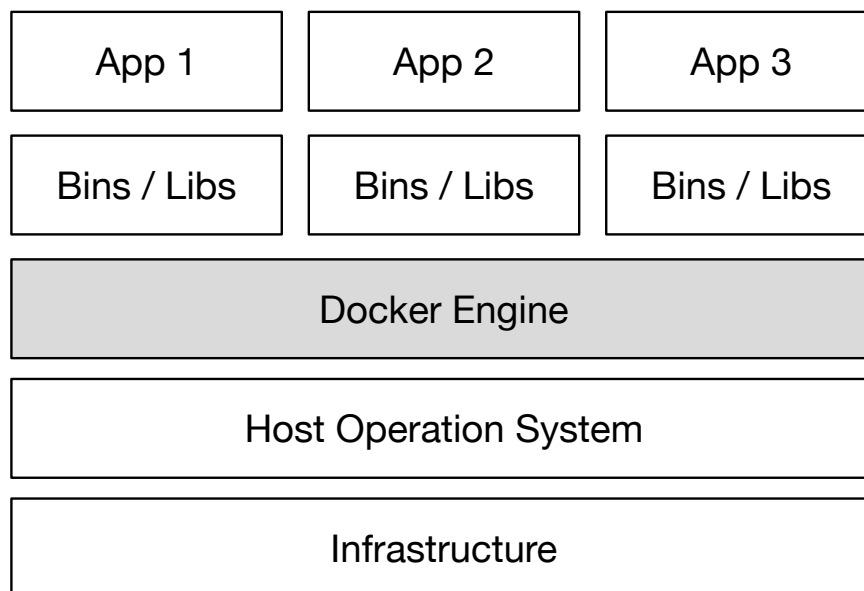 App 1
App 2
App 3
Bins / Libs
Bins / Libs
Bins / Libs
Docker Engine
Host Operation System
Infrastructure